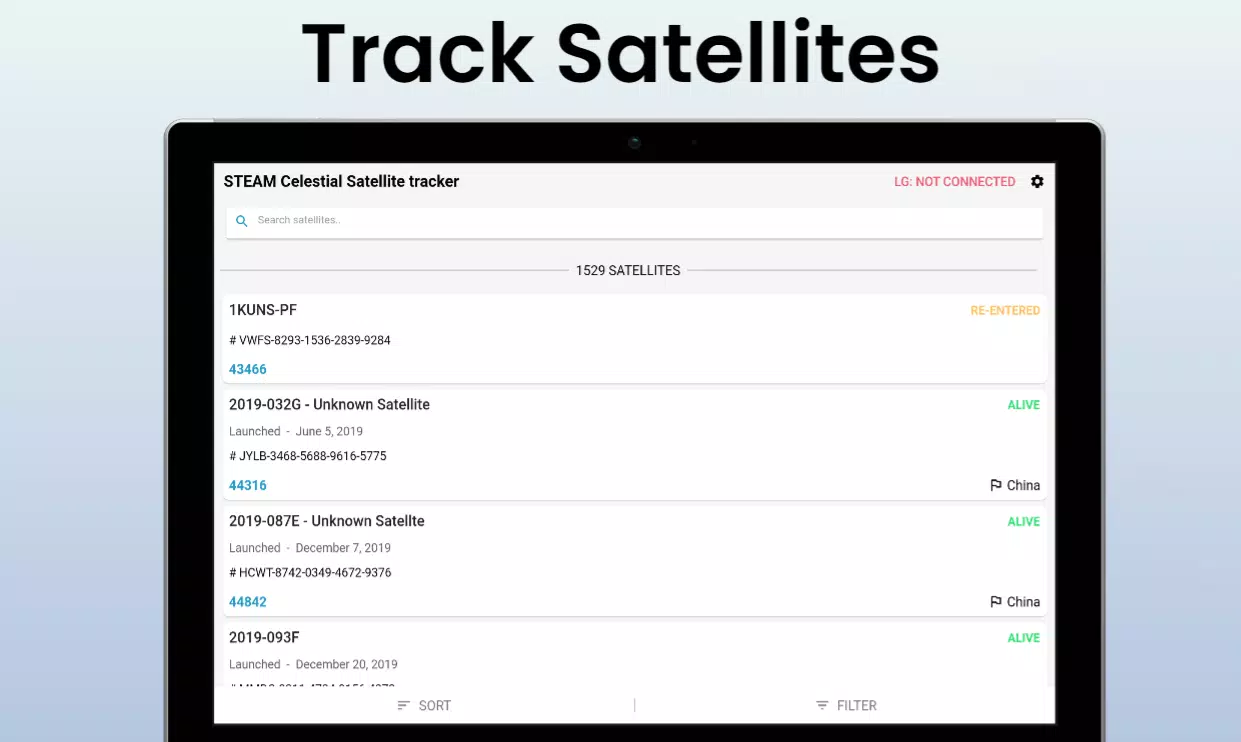 Track Satellites
STEAM Celestial Satellite tracker
LG: NOT CONNECTED
Search satellites..
1529 SATELLITES
1KUNS-PF
RE-ENTERED
# VWFS-8293-1536-2839-9284
43466
2019-032G - Unknown Satellite
ALIVE
Launched - June 5, 2019
# JYLB-3468-5688-9616-5775
44316
China
2019-087E - Unknown Satellte
ALIVE
Launched - December 7, 2019
# HCWT-8742-0349-4672-9376
44842
China
2019-093F
ALIVE
Launched - December 20, 2019
SORT
FILTER